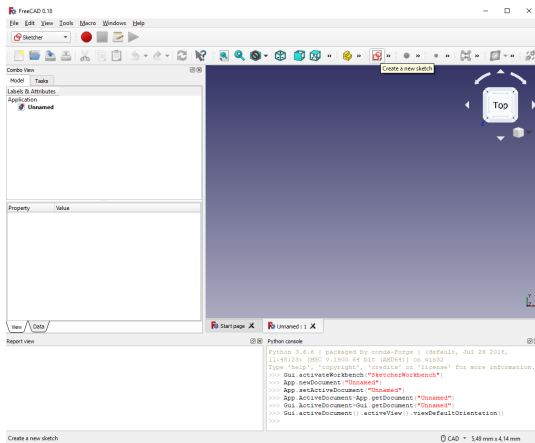 FreeCAD 0.18
File Edit View Tools Macro Windows Help
Sketcher
Create a new sketch
Combo View
Model Tasks
Labels & Attributes
Application
Unnamed
Top
Property Value
View Data
Start page Unnamed : 1
Report view
Python console
Python 3.6.6 | packaged by conda-forge | (default, Jul 26 2018,
11:48:23) [MSC v.1900 64 bit (AMD64)] on win32
Type 'help', 'copyright', 'credits' or 'license' for more information.
>>> Gui.activateWorkbench("SketcherWorkbench")
>>> App.newDocument("Unnamed")
>>> App.setActiveDocument("Unnamed")
>>> App.ActiveDocument=App.getDocument("Unnamed")
>>> Gui.ActiveDocument=Gui.getDocument("Unnamed")
>>> Gui.activeDocument().activeView().viewDefaultOrientation()
>>>
Create a new sketch
CAD 5,49 mm x 4,14 mm